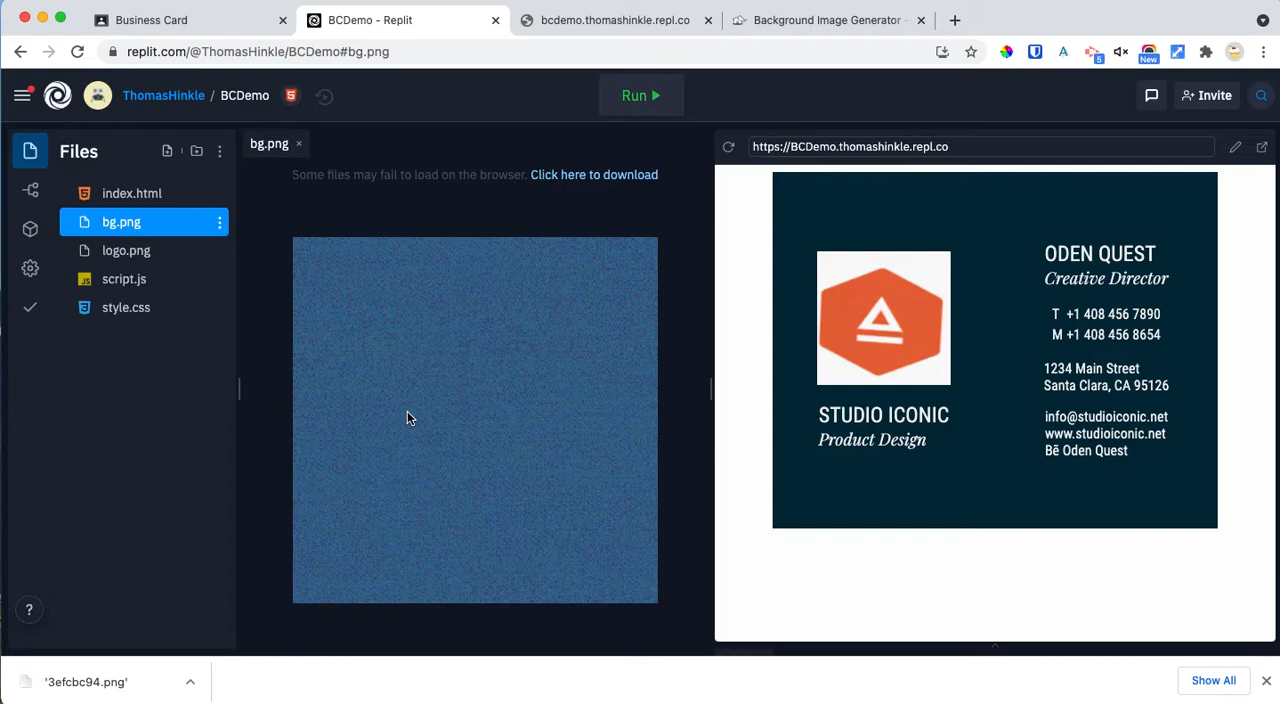 Business Card
BCDemo - Replit
bcdemo.thomashinkle.repl.co
Background Image Generator -
replit.com/@ThomasHinkle/BCDemo#bg.png
5
New
ThomasHinkle / BCDemo
Run
Invite
Files
index.html
bg.png
logo.png
script.js
style.css
bg.png
Some files may fail to load on the browser. Click here to download
https://BCDemo.thomashinkle.repl.co
STUDIO ICONIC
Product Design
ODEN QUEST
Creative Director
T +1 408 456 7890
M +1 408 456 8654
1234 Main Street
Santa Clara, CA 95126
info@studioiconic.net
www.studioiconic.net
Bē Oden Quest
?
'3efcbc94.png'
Show All